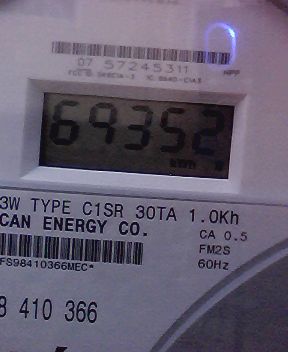 07 57245311
69352
3W TYPE C1SR 30TA 1.0Kh
CAN ENERGY CO.
CA 0.5
FM2S
FS98410366MEC*
60Hz
8 410 366